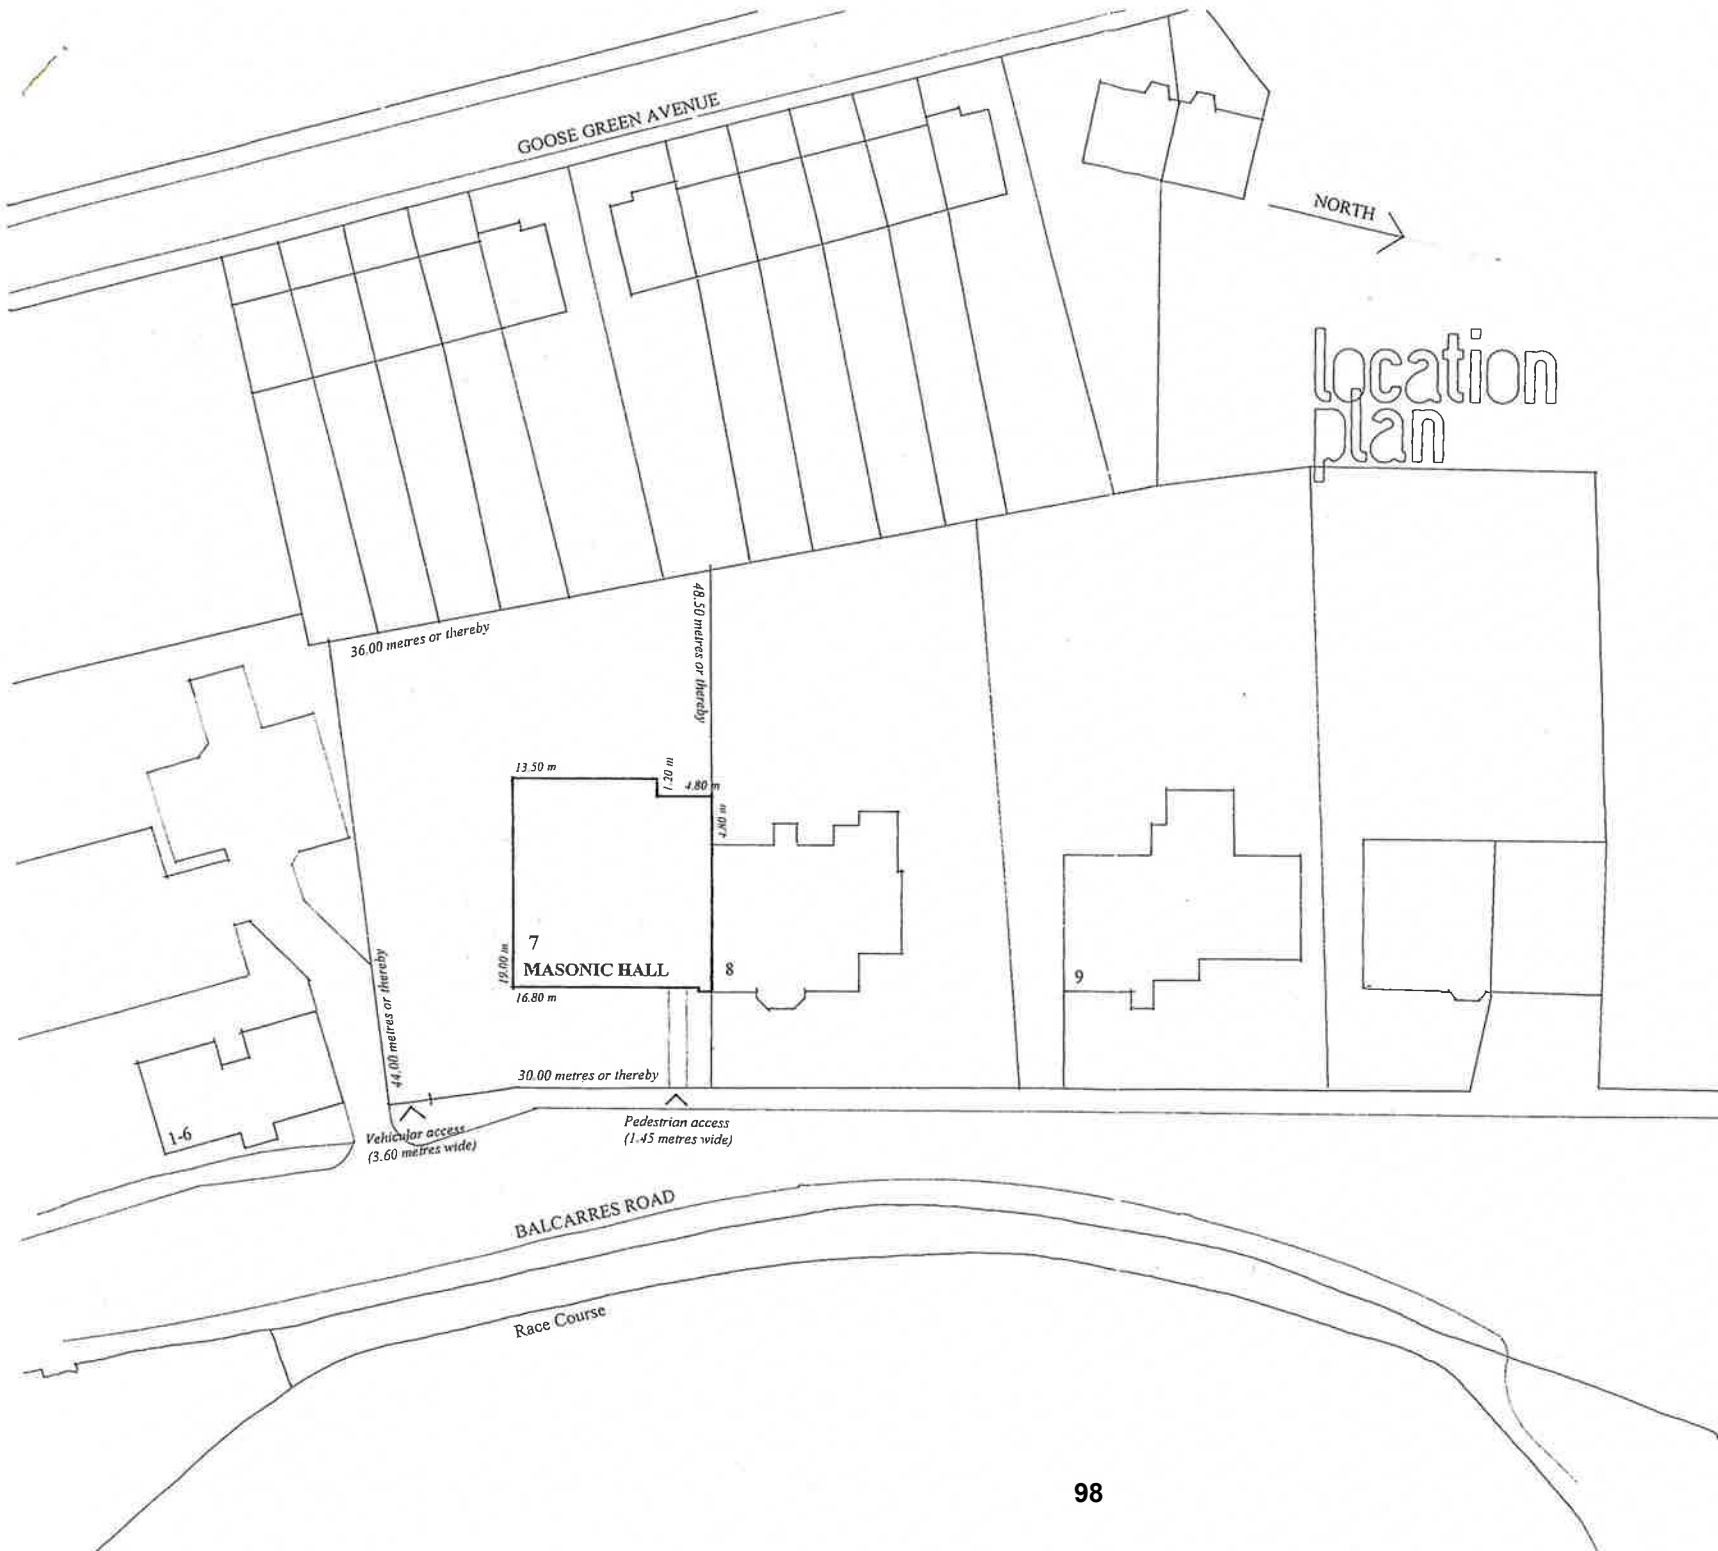 GOOSE GREEN AVENUE
NORTH
location
plan
36.00 metres or thereby
48.50 metres or thereby
13.50 m
1.20 m
4.80 m
4.80 m
19.00 m
7
MASONIC HALL
16.80 m
8
9
44.00 metres or thereby
30.00 metres or thereby
1-6
Vehicular access
(3.60 metres wide)
Pedestrian access
(1.45 metres wide)
BALCARRES ROAD
Race Course
98